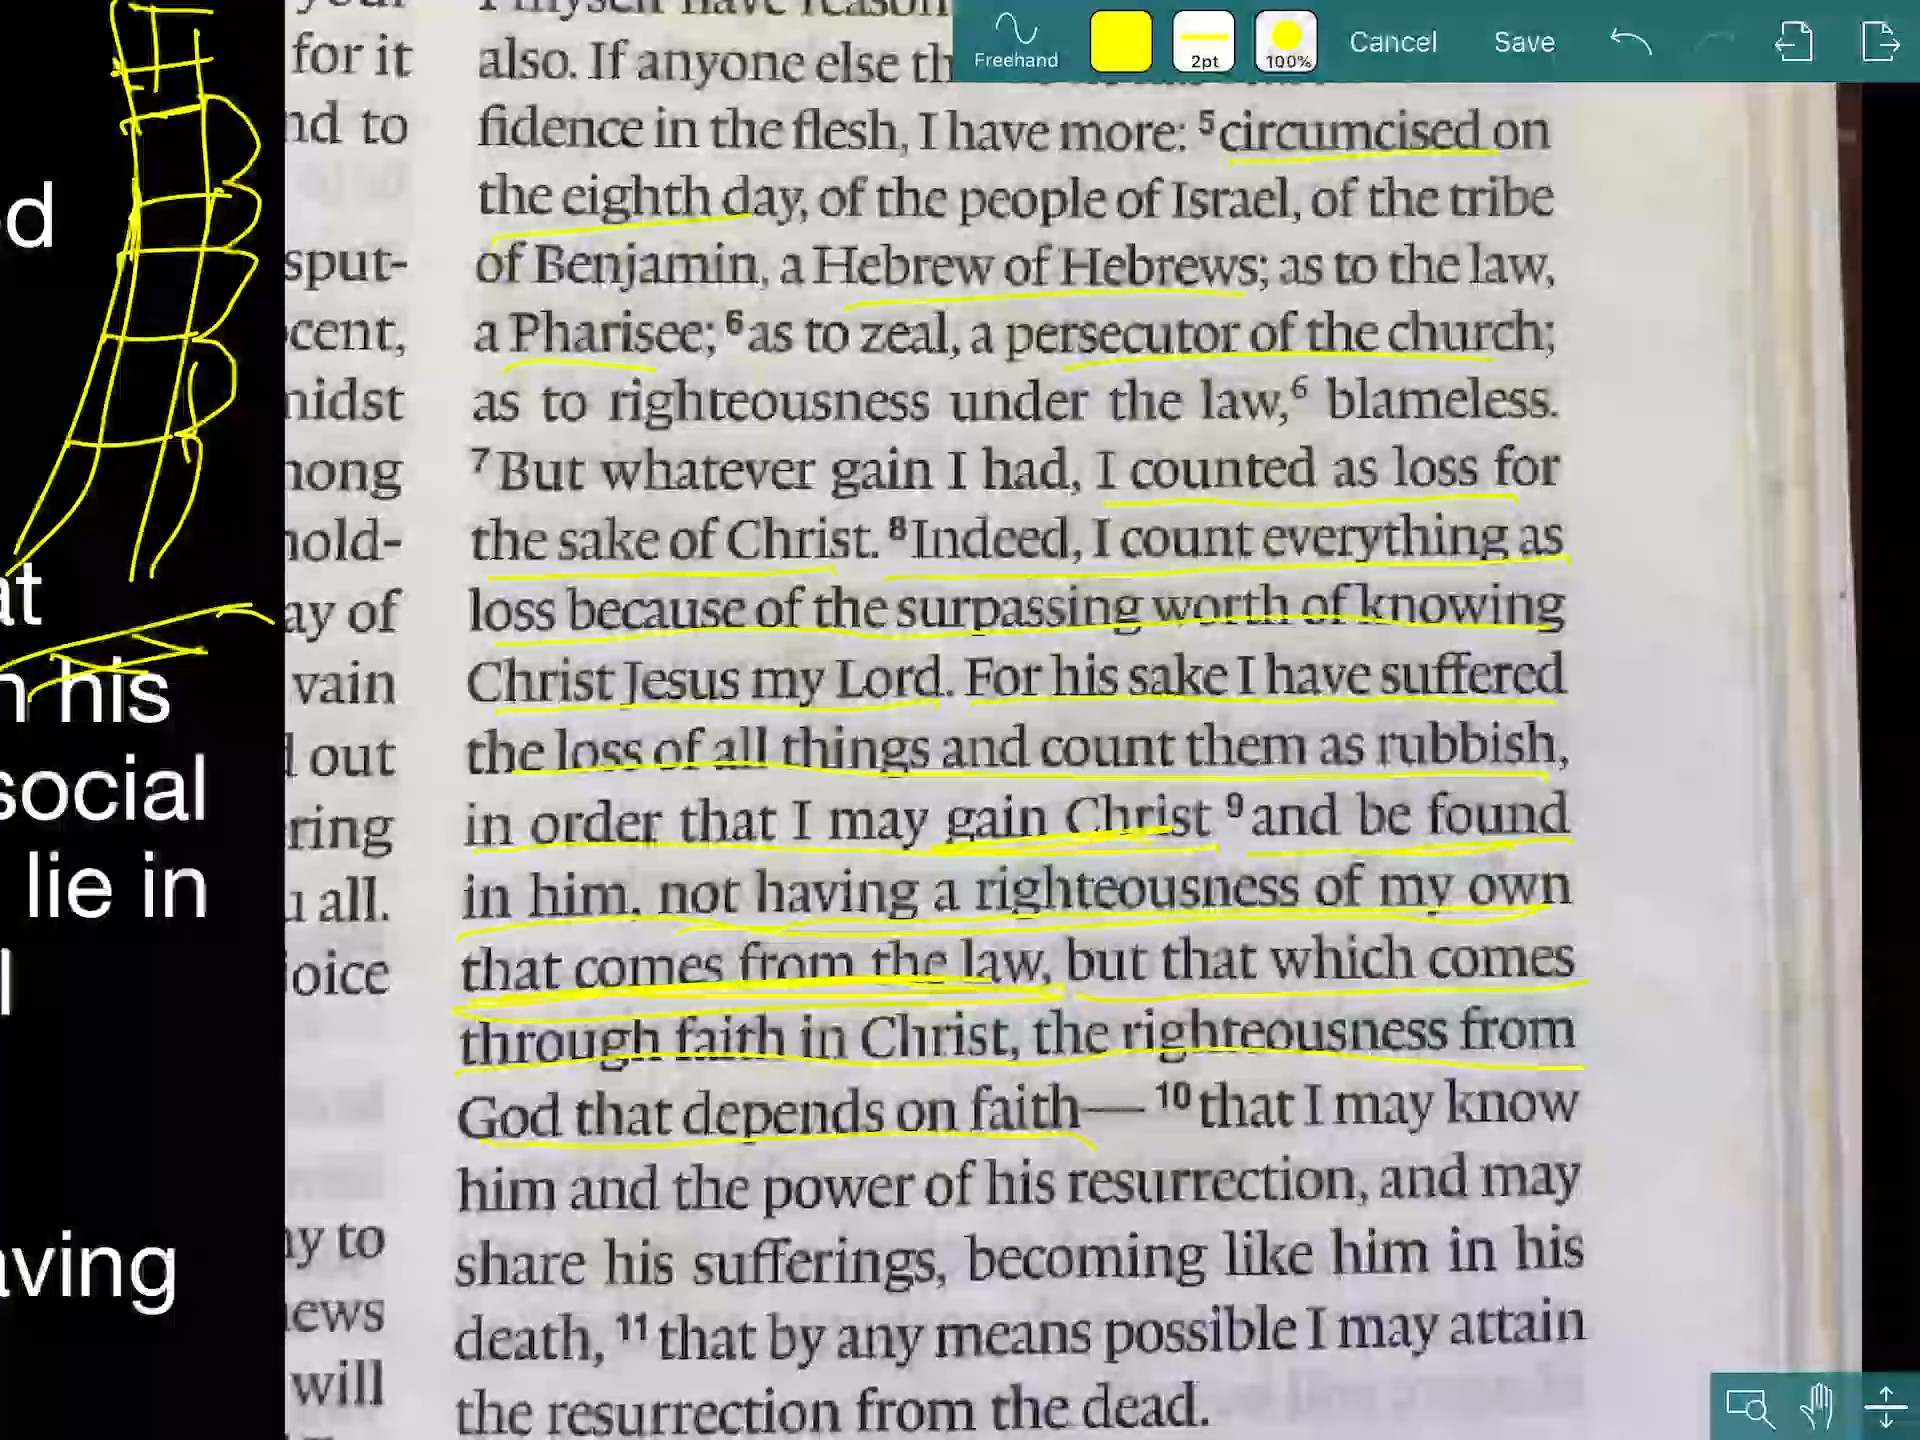 Freehand
2pt
100%
Cancel
Save
for it
nd to
sput-
cent,
midst
mong
hold-
ay of
vain
out
ring
all.
joice
ny to
news
will
od
at
n his
social
lie in
aving
also. If anyone else th
fidence in the flesh, I have more: 5 circumcised on
the eighth day, of the people of Israel, of the tribe
of Benjamin, a Hebrew of Hebrews; as to the law,
a Pharisee; 6 as to zeal, a persecutor of the church;
as to righteousness under the law,6 blameless.
7 But whatever gain I had, I counted as loss for
the sake of Christ. 8 Indeed, I count everything as
loss because of the surpassing worth of knowing
Christ Jesus my Lord. For his sake I have suffered
the loss of all things and count them as rubbish,
in order that I may gain Christ 9 and be found
in him, not having a righteousness of my own
that comes from the law, but that which comes
through faith in Christ, the righteousness from
God that depends on faith— 10 that I may know
him and the power of his resurrection, and may
share his sufferings, becoming like him in his
death, 11 that by any means possible I may attain
the resurrection from the dead.